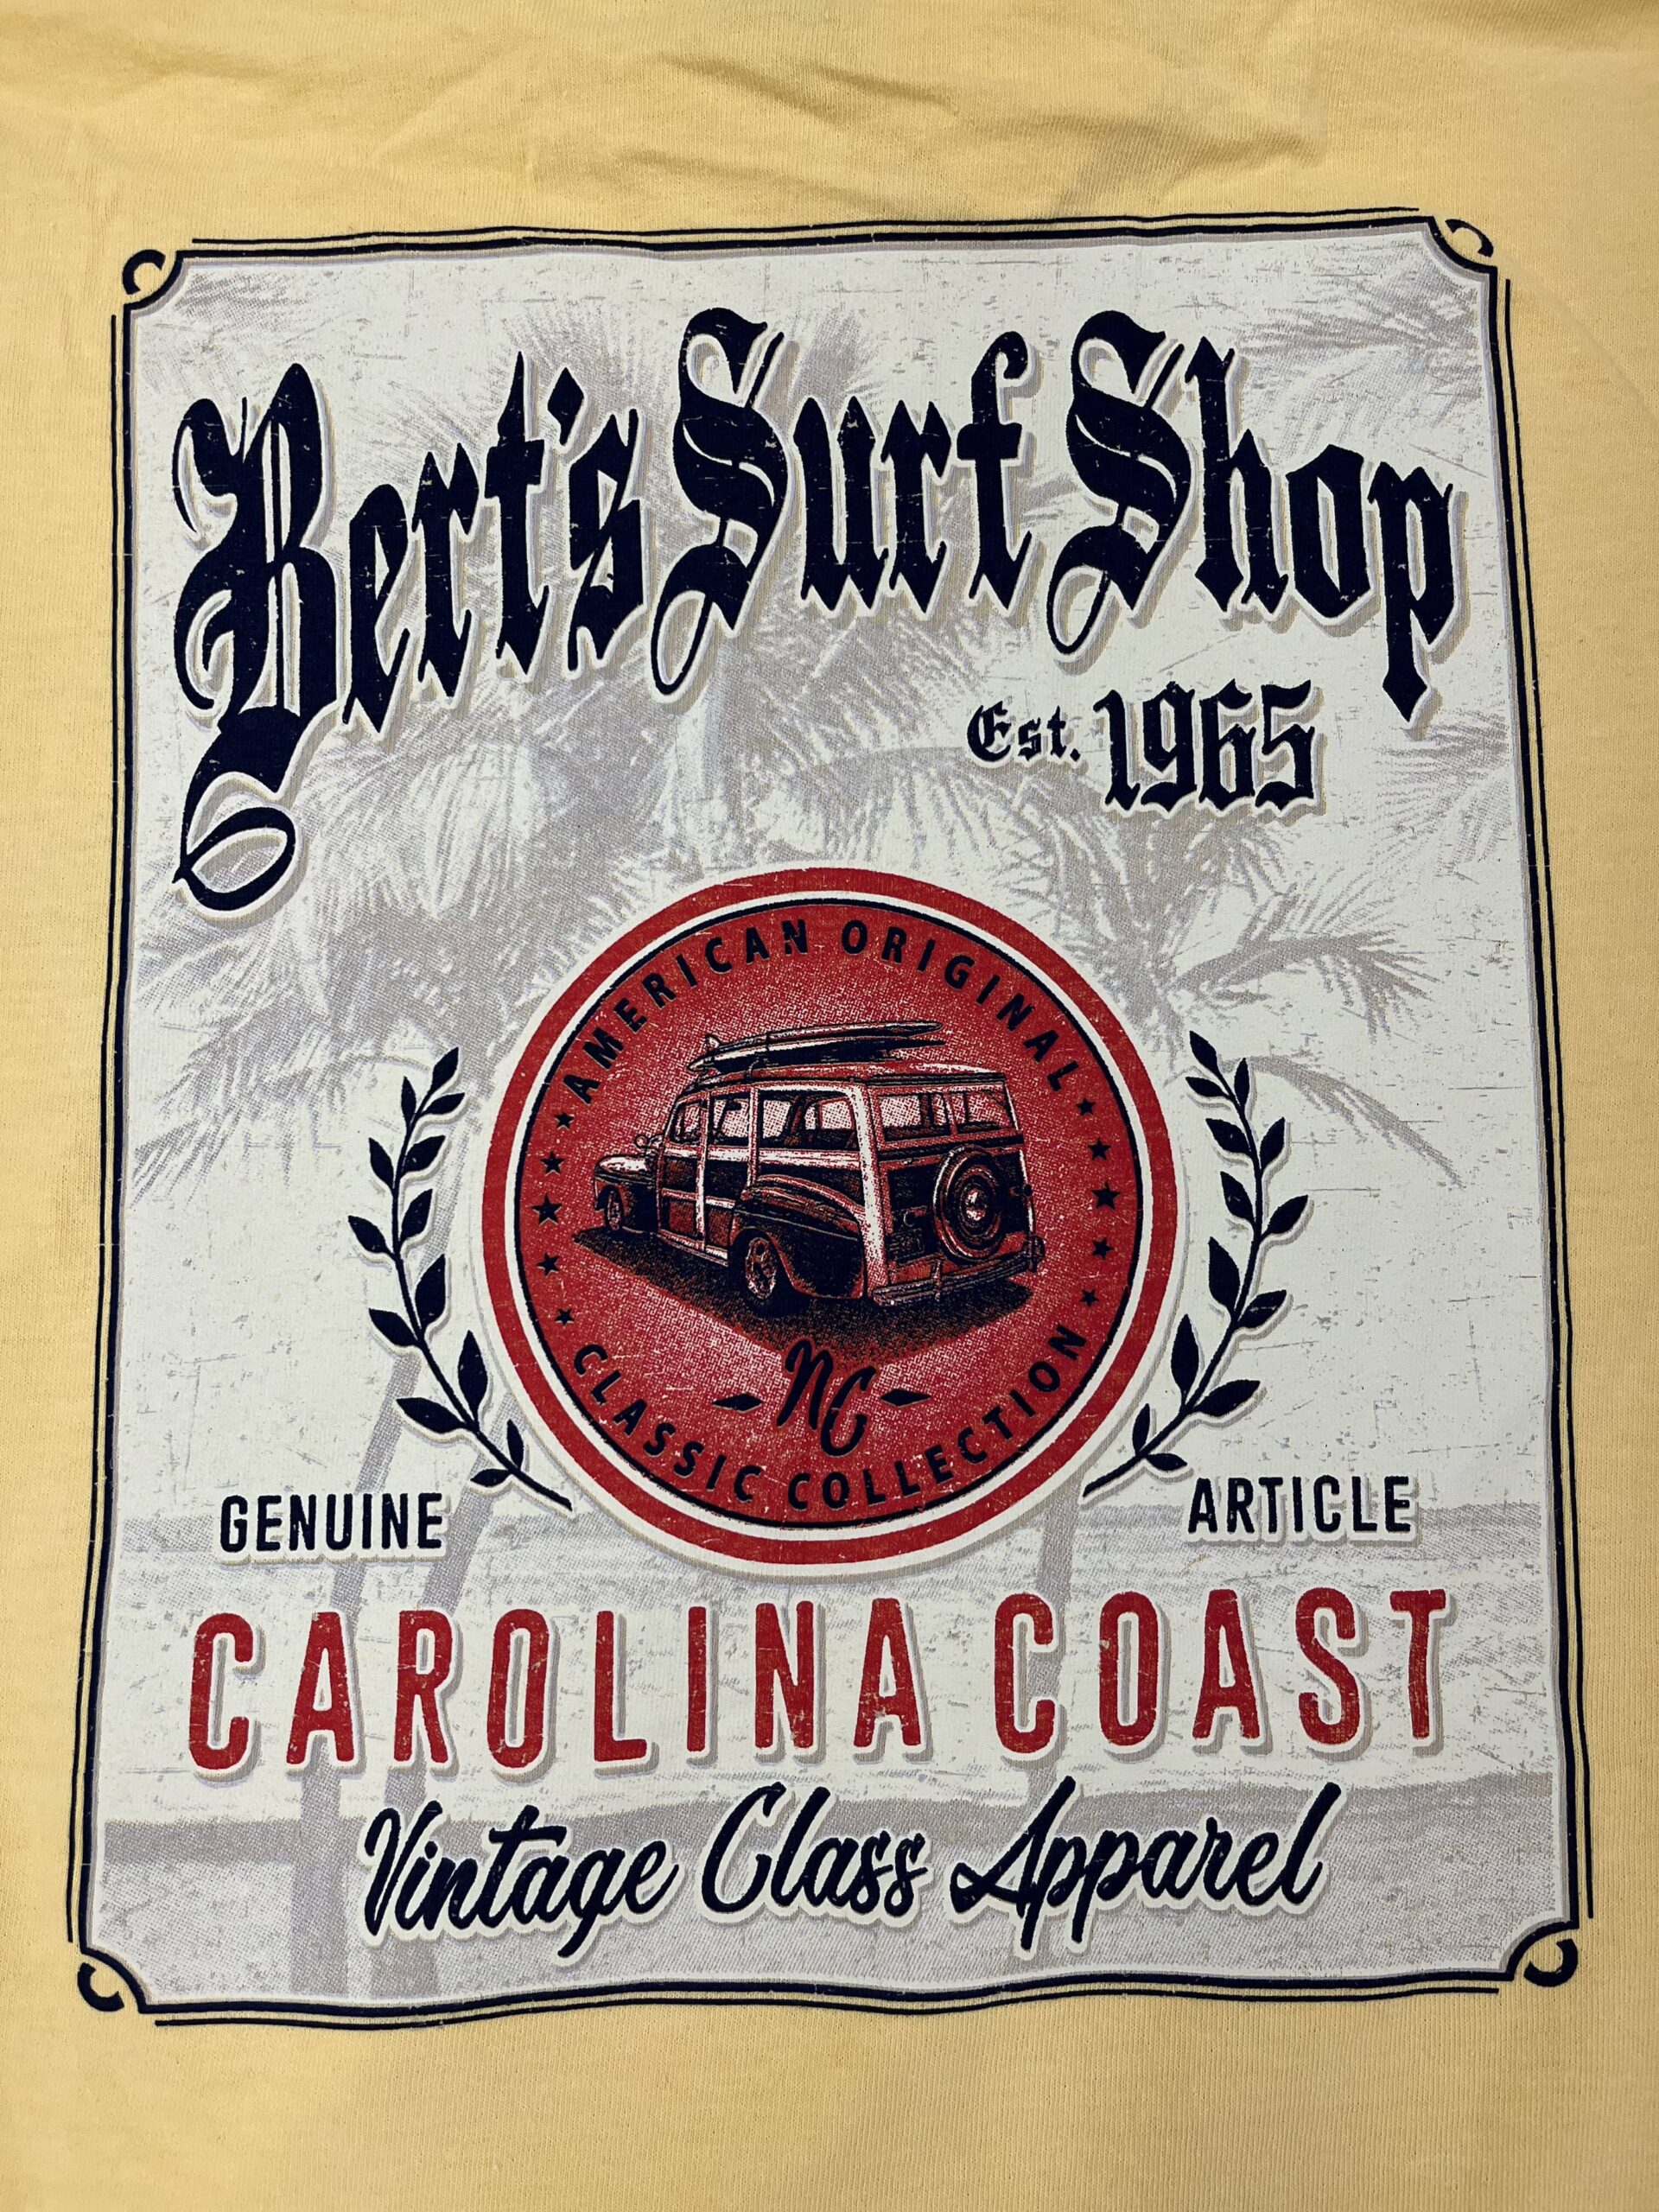 Bert's Surf Shop
Est. 1965
AMERICAN ORIGINAL
NC
CLASSIC COLLECTION
GENUINE ARTICLE
CAROLINA COAST
Vintage Class Apparel